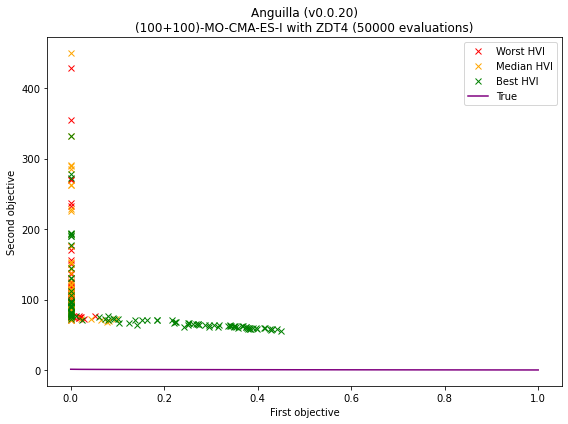 Anguilla (v0.0.20)
(100+100)-MO-CMA-ES-I with ZDT4 (50000 evaluations)
Worst HVI
Median HVI
Best HVI
True
Second objective
400
300
200
100
0
0.0 0.2 0.4 0.6 0.8 1.0
First objective